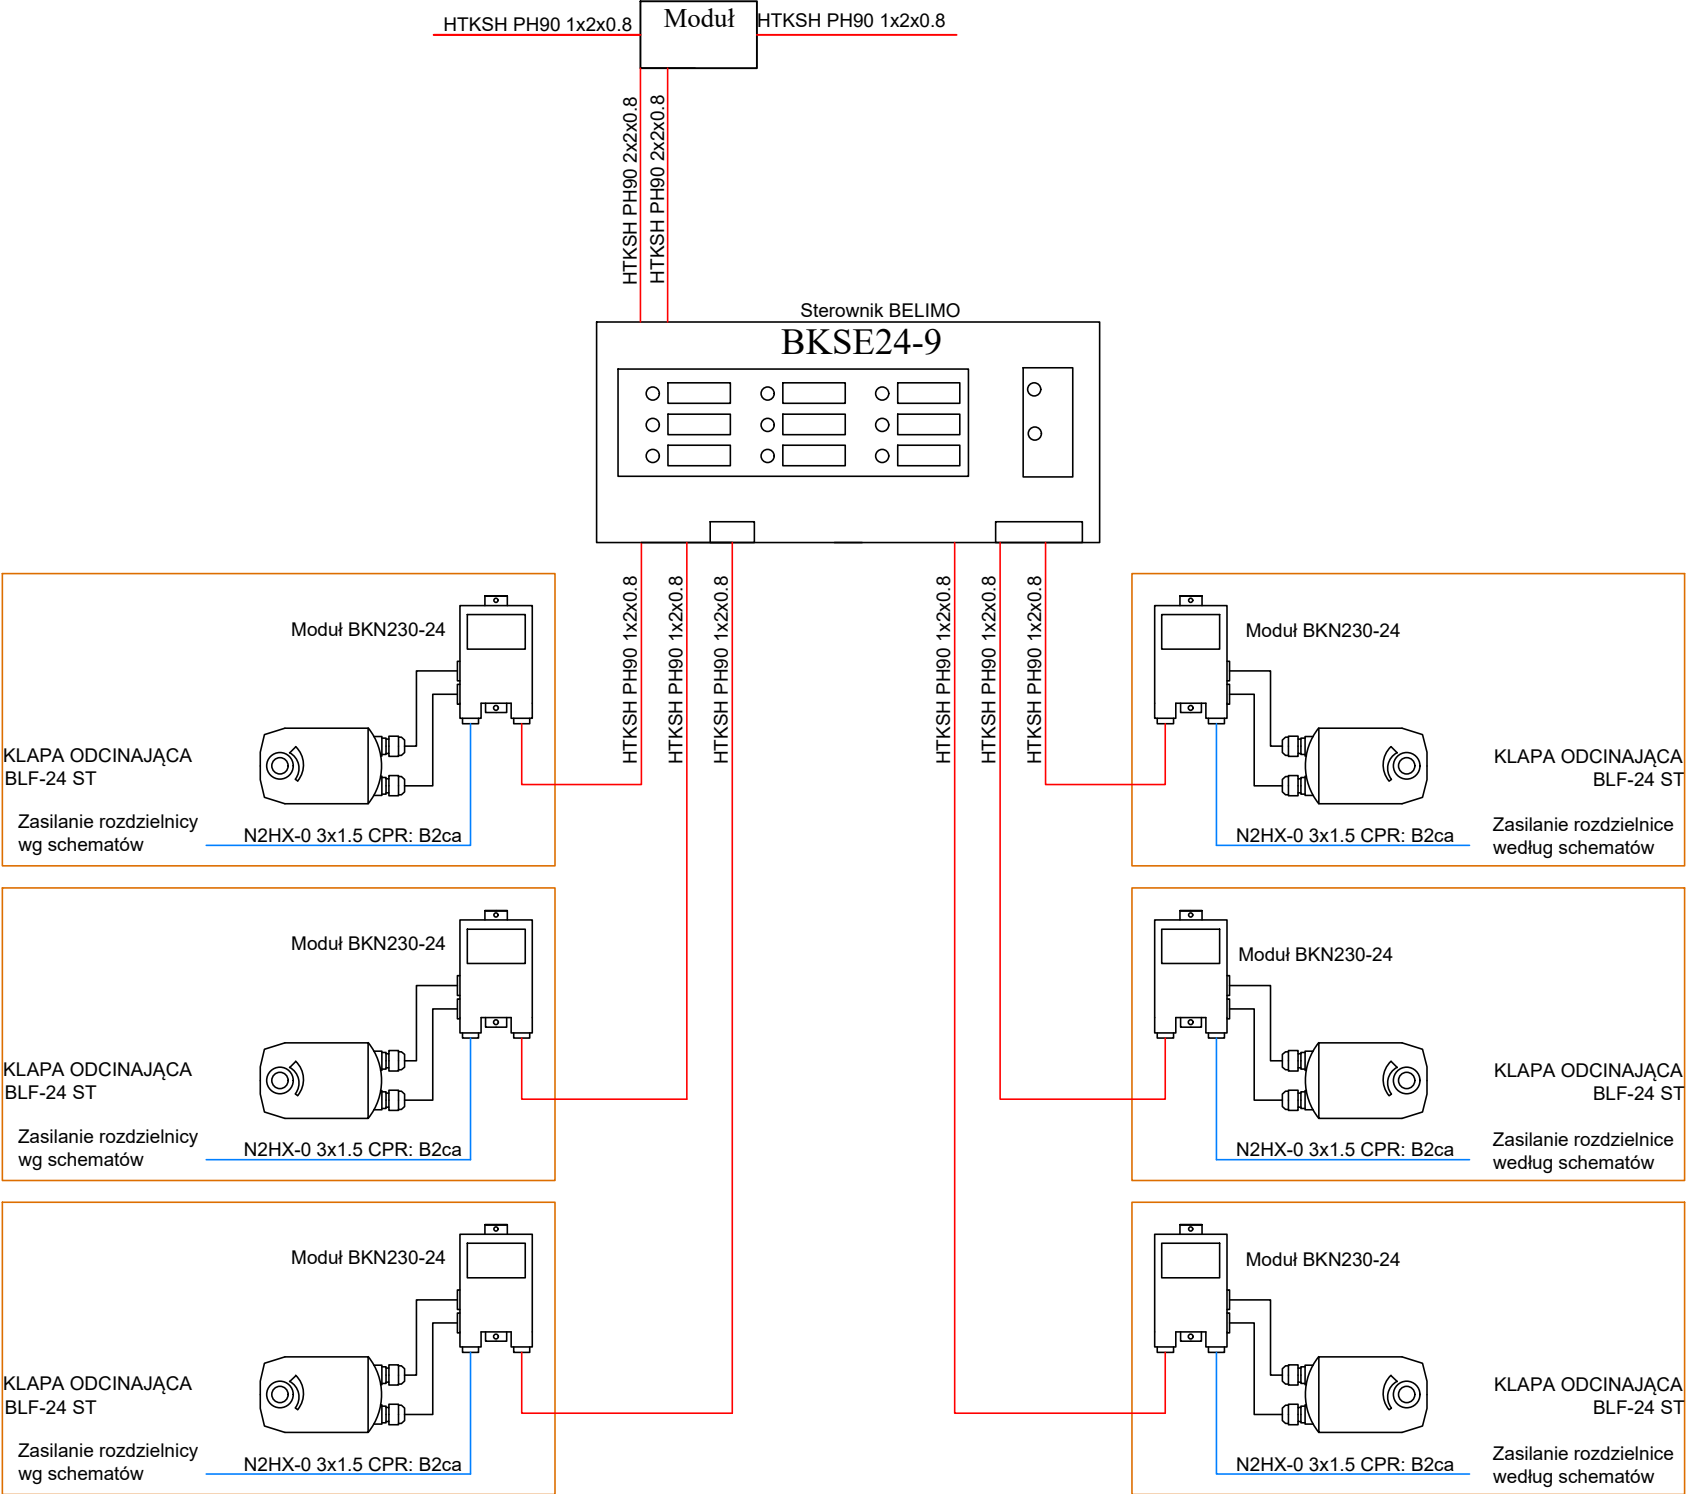 HTKSH PH90 1x2x0.8
Moduł
HTKSH PH90 1x2x0.8
HTKSH PH90 2x2x0.8
HTKSH PH90 2x2x0.8
Sterownik BELIMO
BKSE24-9
HTKSH PH90 1x2x0.8
HTKSH PH90 1x2x0.8
HTKSH PH90 1x2x0.8
HTKSH PH90 1x2x0.8
HTKSH PH90 1x2x0.8
HTKSH PH90 1x2x0.8
Moduł BKN230-24
KLAPA ODCINAJĄCA
BLF-24 ST
Zasilanie rozdzielnicy
wg schematów
N2HX-0 3x1.5 CPR: B2ca
Moduł BKN230-24
KLAPA ODCINAJĄCA
BLF-24 ST
N2HX-0 3x1.5 CPR: B2ca
Zasilanie rozdzielnice
według schematów
Moduł BKN230-24
KLAPA ODCINAJĄCA
BLF-24 ST
Zasilanie rozdzielnicy
wg schematów
N2HX-0 3x1.5 CPR: B2ca
Moduł BKN230-24
KLAPA ODCINAJĄCA
BLF-24 ST
N2HX-0 3x1.5 CPR: B2ca
Zasilanie rozdzielnice
według schematów
Moduł BKN230-24
KLAPA ODCINAJĄCA
BLF-24 ST
Zasilanie rozdzielnicy
wg schematów
N2HX-0 3x1.5 CPR: B2ca
Moduł BKN230-24
KLAPA ODCINAJĄCA
BLF-24 ST
N2HX-0 3x1.5 CPR: B2ca
Zasilanie rozdzielnice
według schematów